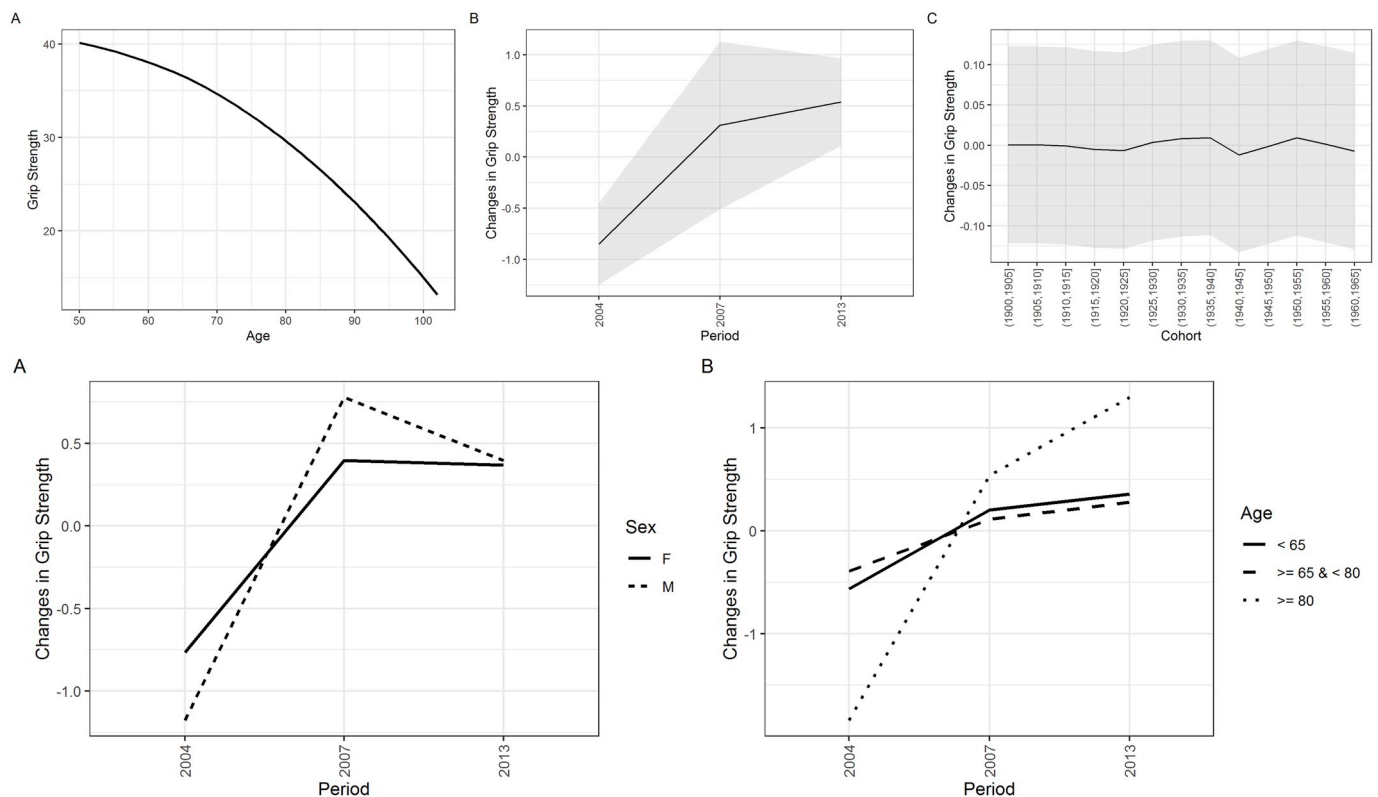 A
Grip Strength
40
30
20
50 60 70 80 90 100
Age
B
Changes in Grip Strength
1.0
0.5
0.0
-0.5
-1.0
2004 2007 2013
Period
C
Changes in Grip Strength
0.10
0.05
0.00
-0.05
-0.10
(1900,1905] (1905,1910] (1910,1915] (1915,1920] (1920,1925] (1925,1930] (1930,1935] (1935,1940] (1940,1945] (1945,1950] (1950,1955] (1955,1960] (1960,1965]
Cohort
A
Changes in Grip Strength
0.5
0.0
-0.5
-1.0
2004 2007 2013
Period
Sex
F
M
B
Changes in Grip Strength
1
0
-1
2004 2007 2013
Period
Age
< 65
>= 65 & < 80
>= 80